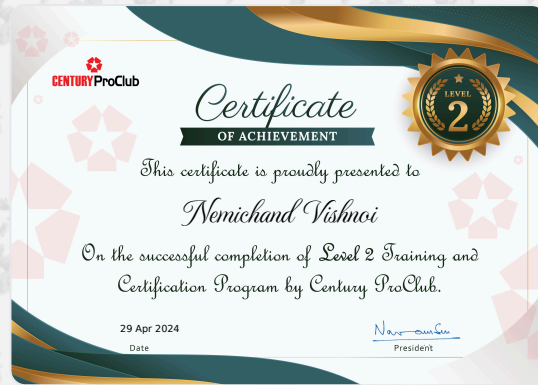 CENTURY ProClub
Certificate
OF ACHIEVEMENT
LEVEL
2
This certificate is proudly presented to
Nemichand Vishnoi
On the successful completion of Level 2 Training and
Certification Program by Century ProClub.
29 Apr 2024
Date
President